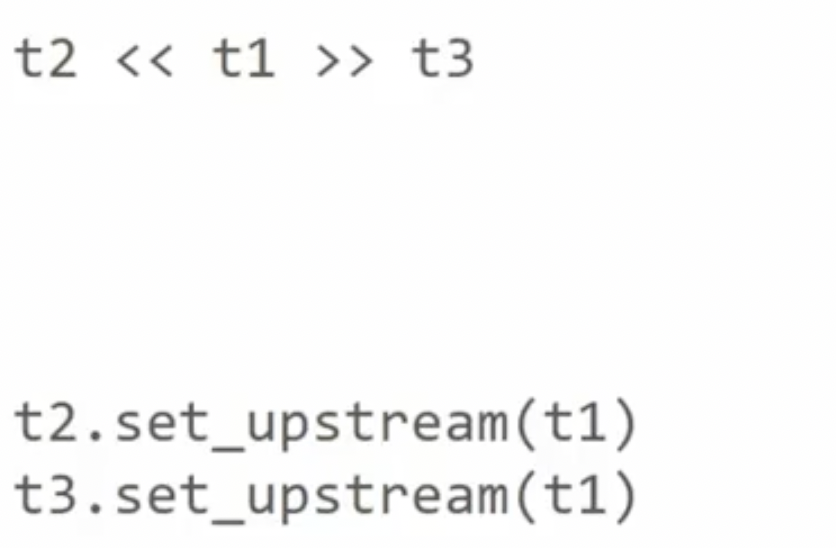 t2 << t1 >> t3
t2.set_upstream(t1)
t3.set_upstream(t1)